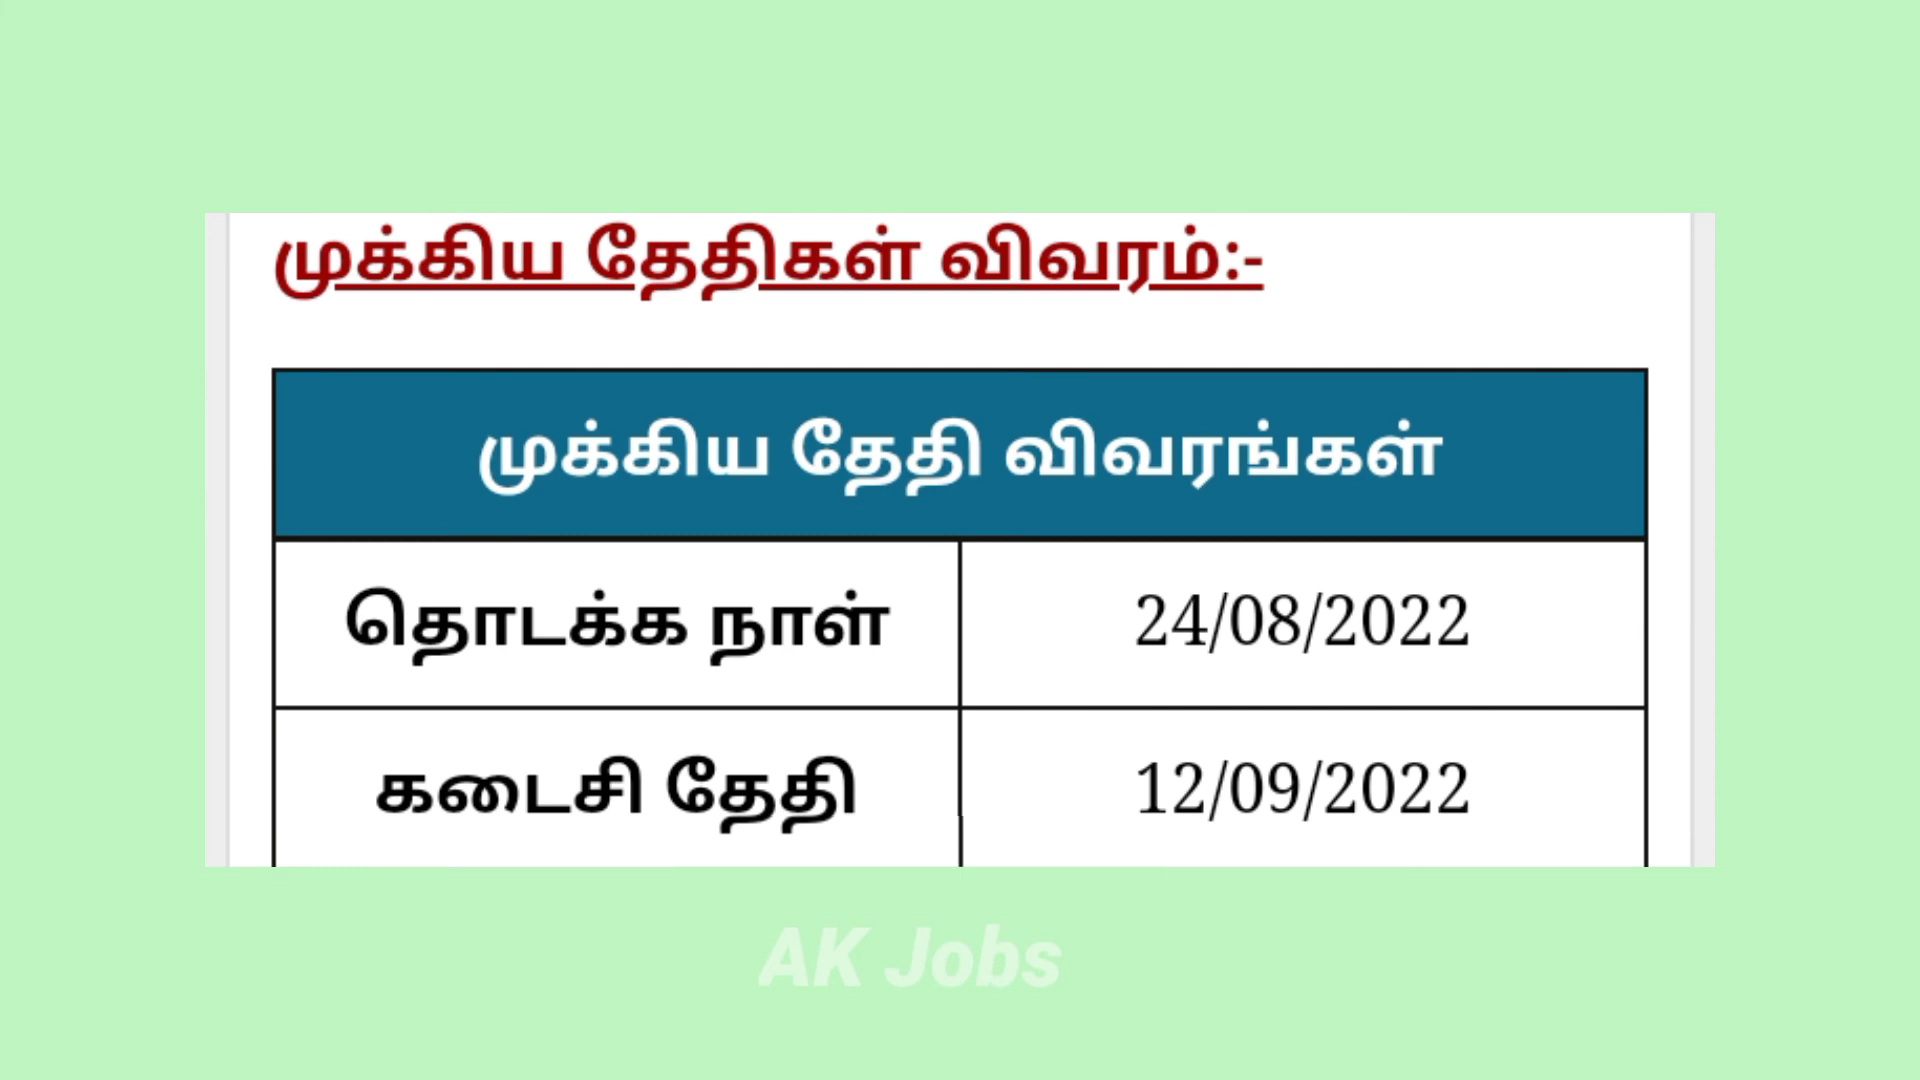 முக்கிய தேதிகள் விவரம்:-
முக்கிய தேதி விவரங்கள்
தொடக்க நாள் 24/08/2022
கடைசி தேதி 12/09/2022
AK Jobs